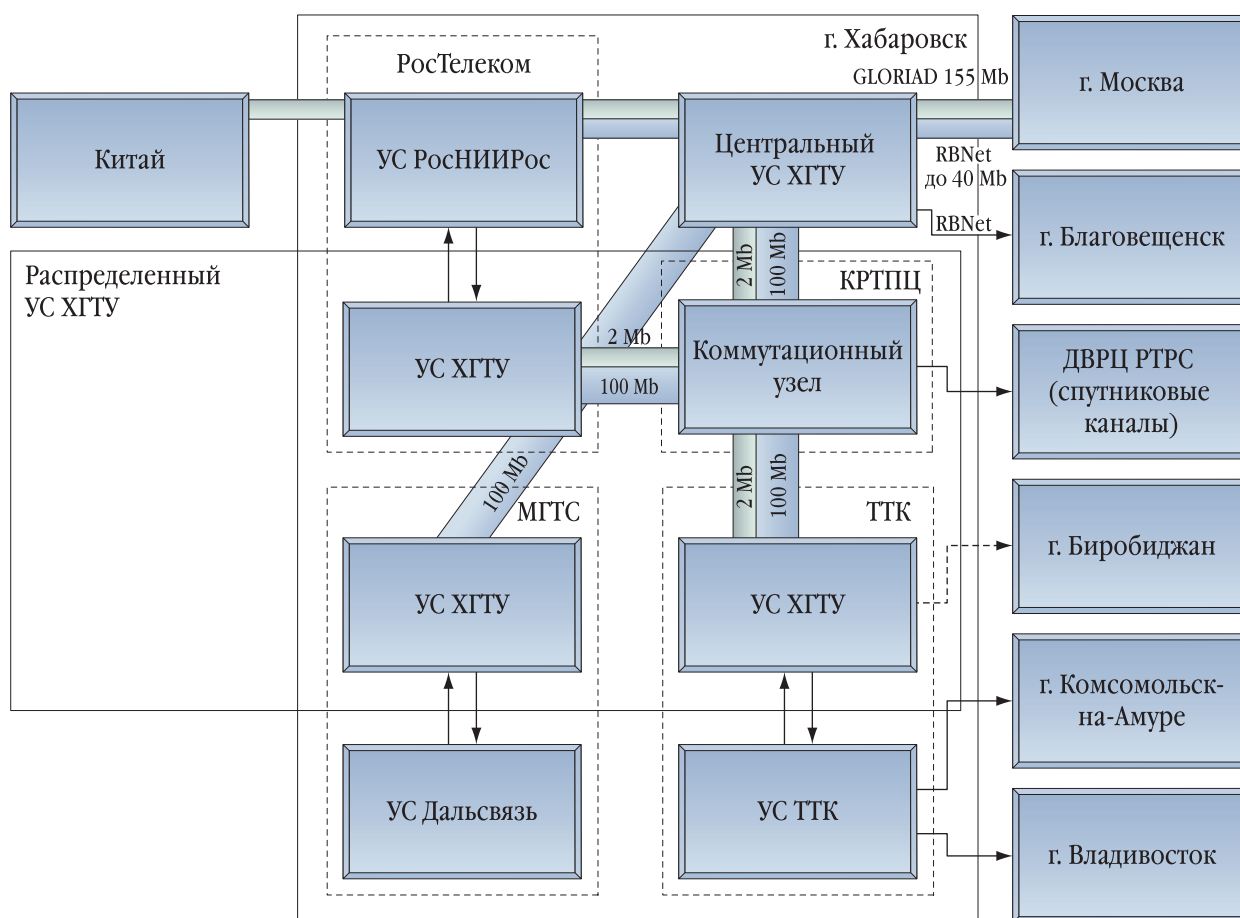 г. Хабаровск
РосТелеком
GLORIAD 155 Mb
г. Москва
Китай
УС РосНИИРос
Центральный
УС ХГТУ
RBNet
до 40 Mb
RBNet
г. Благовещенск
Распределенный
УС ХГТУ
2 Mb
100 Mb
КРТПЦ
УС ХГТУ
2 Mb
100 Mb
Коммутационный
узел
ДВРЦ РТРС
(спутниковые
каналы)
100 Mb
2 Mb
100 Mb
МГТС
ТТК
г. Биробиджан
УС ХГТУ
УС ХГТУ
г. Комсомольск-
на-Амуре
УС Дальсвязь
УС ТТК
г. Владивосток